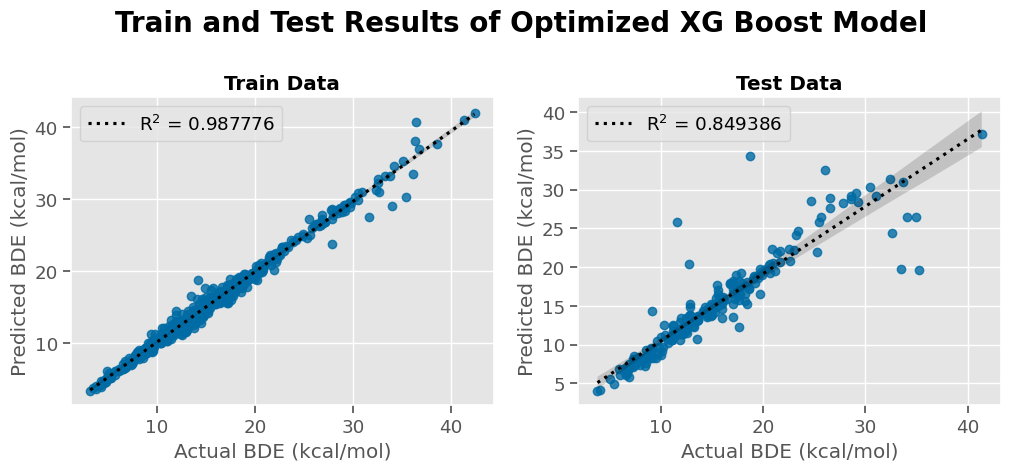 Train and Test Results of Optimized XG Boost Model
Train Data
R² = 0.987776
Predicted BDE (kcal/mol)
40
30
20
10
10 20 30 40
Actual BDE (kcal/mol)
Test Data
R² = 0.849386
Predicted BDE (kcal/mol)
40
35
30
25
20
15
10
5
10 20 30 40
Actual BDE (kcal/mol)